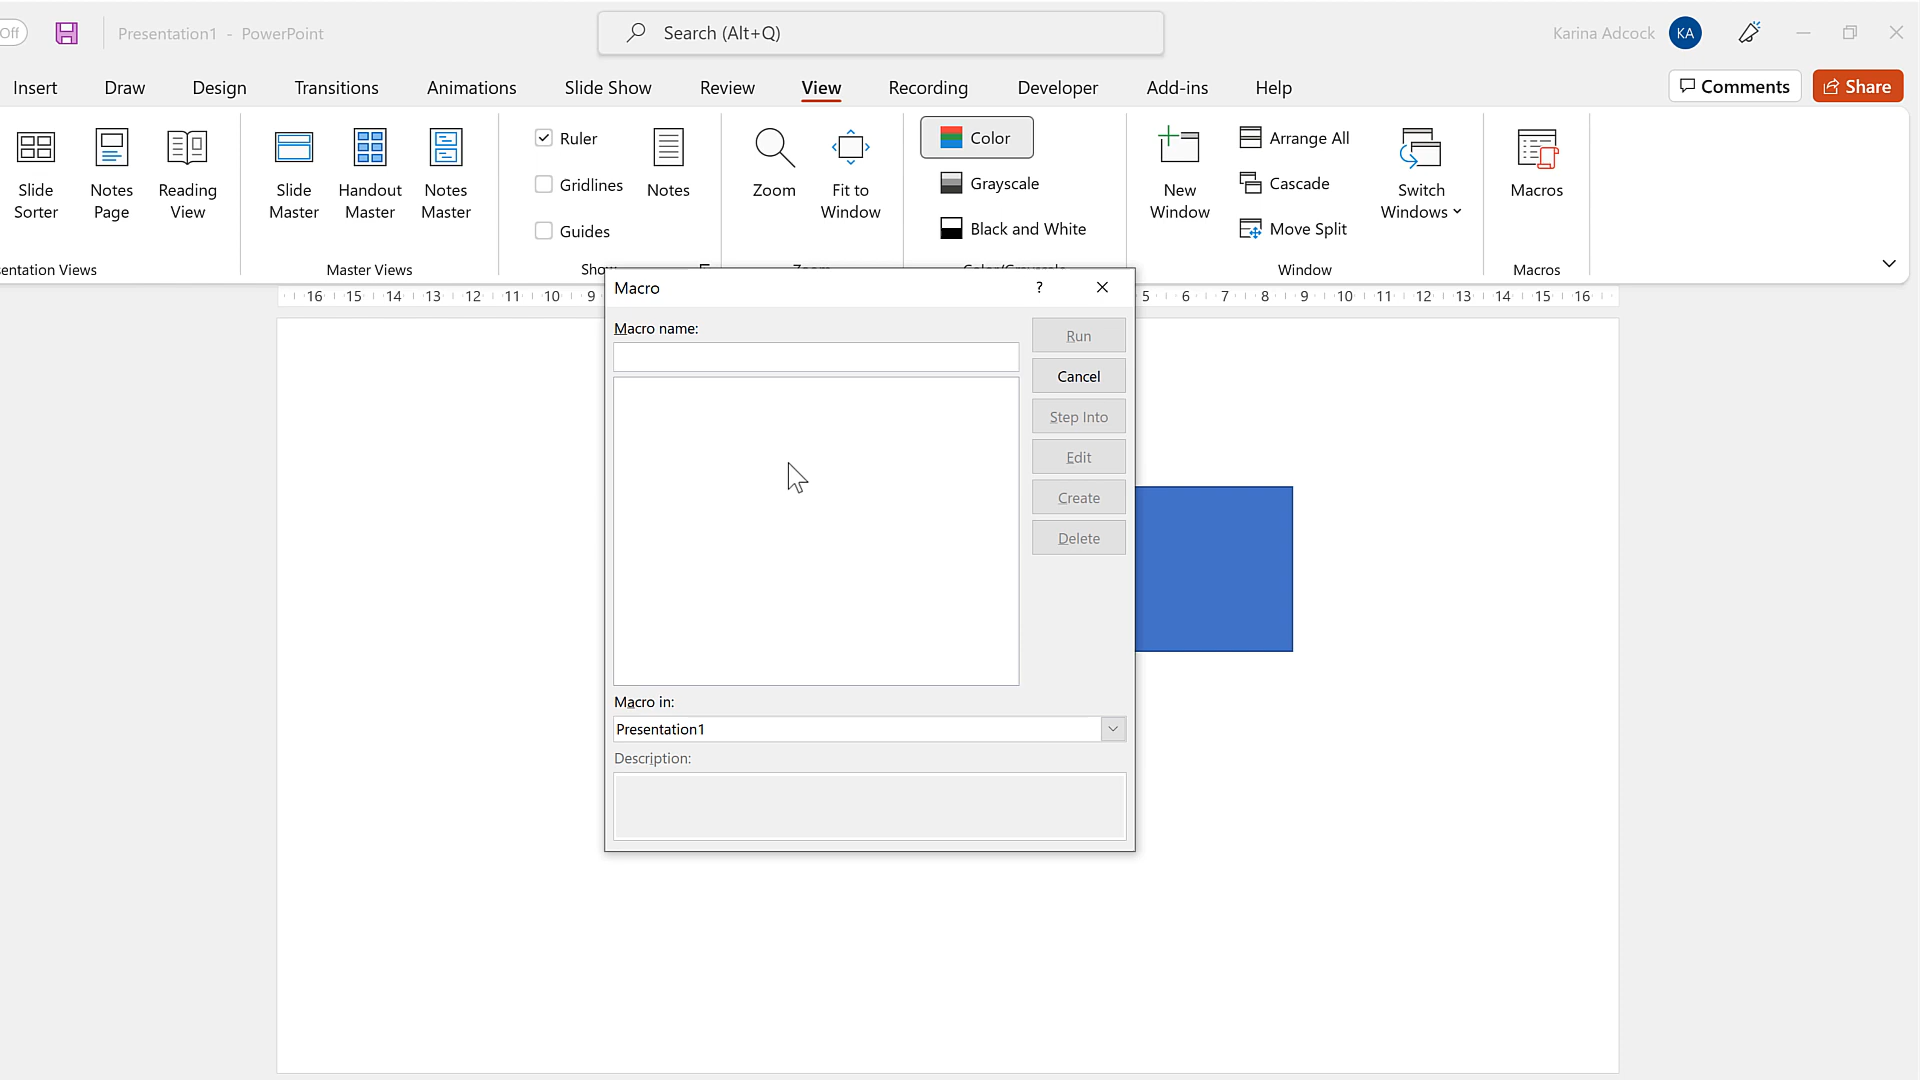 Off
Presentation1 - PowerPoint
Search (Alt+Q)
Karina Adcock
KA
Insert Draw Design Transitions Animations Slide Show Review View Recording Developer Add-ins Help
Comments
Share
Slide Sorter
Notes Page
Reading View
entation Views
Slide Master
Handout Master
Notes Master
Master Views
Ruler
Gridlines
Guides
Notes
Zoom
Fit to Window
Color
Grayscale
Black and White
New Window
Arrange All
Cascade
Move Split
Switch Windows
Window
Macros
Macros
16 15 14 13 12 11 10 9
5 6 7 8 9 10 11 12 13 14 15 16
Macro ?
Macro name:
Run
Cancel
Step Into
Edit
Create
Delete
Macro in:
Presentation1
Description: